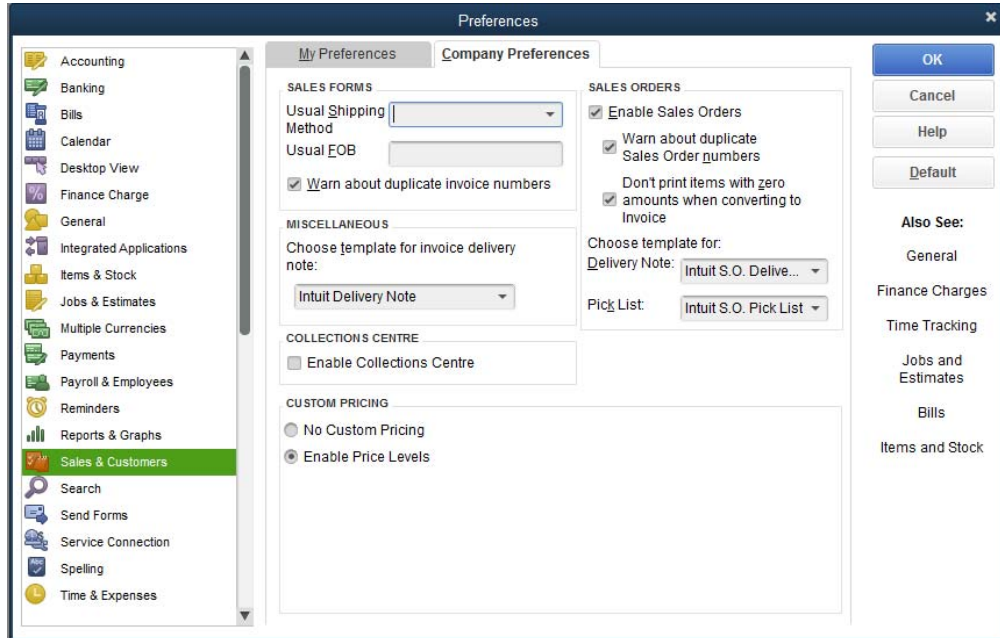 Preferences
Accounting
Banking
Bills
Calendar
Desktop View
Finance Charge
General
Integrated Applications
Items & Stock
Jobs & Estimates
Multiple Currencies
Payments
Payroll & Employees
Reminders
Reports & Graphs
Sales & Customers
Search
Send Forms
Service Connection
Spelling
Time & Expenses
My Preferences
Company Preferences
SALES FORMS
Usual Shipping
Method
Usual FOB
Warn about duplicate invoice numbers
MISCELLANEOUS
Choose template for invoice delivery
note:
Intuit Delivery Note
COLLECTIONS CENTRE
Enable Collections Centre
SALES ORDERS
Enable Sales Orders
Warn about duplicate
Sales Order numbers
Don't print items with zero
amounts when converting to
Invoice
Choose template for:
Delivery Note: Intuit S.O. Delive...
Pick List: Intuit S.O. Pick List
CUSTOM PRICING
No Custom Pricing
Enable Price Levels
OK
Cancel
Help
Default
Also See:
General
Finance Charges
Time Tracking
Jobs and
Estimates
Bills
Items and Stock